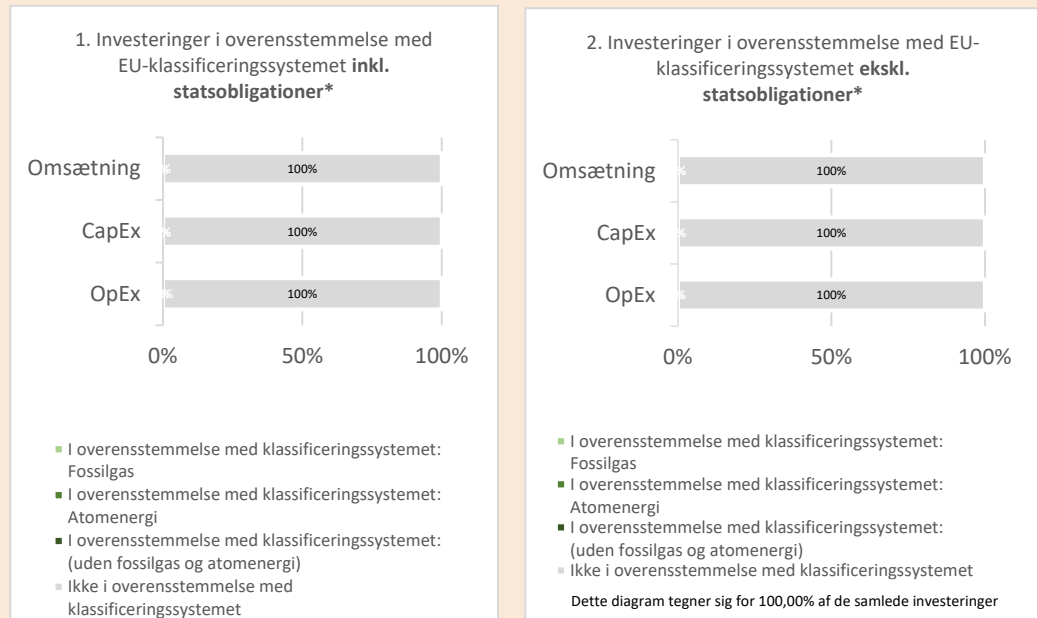 1. Investeringer i overensstemmelse med
EU-klassificeringssystemet inkl.
statsobligationer*
Omsætning
100%
CapEx
100%
OpEx
100%
0%
50%
100%
I overensstemmelse med klassificeringssystemet:
Fossilgas
I overensstemmelse med klassificeringssystemet:
Atomenergi
I overensstemmelse med klassificeringssystemet:
(uden fossilgas og atomenergi)
Ikke i overensstemmelse med
klassificeringssystemet
2. Investeringer i overensstemmelse med EU-
klassificeringssystemet ekskl.
statsobligationer*
Omsætning
100%
CapEx
100%
OpEx
100%
0%
50%
100%
I overensstemmelse med klassificeringssystemet:
Fossilgas
I overensstemmelse med klassificeringssystemet:
Atomenergi
I overensstemmelse med klassificeringssystemet:
(uden fossilgas og atomenergi)
Ikke i overensstemmelse med klassificeringssystemet
Dette diagram tegner sig for 100,00% af de samlede investeringer